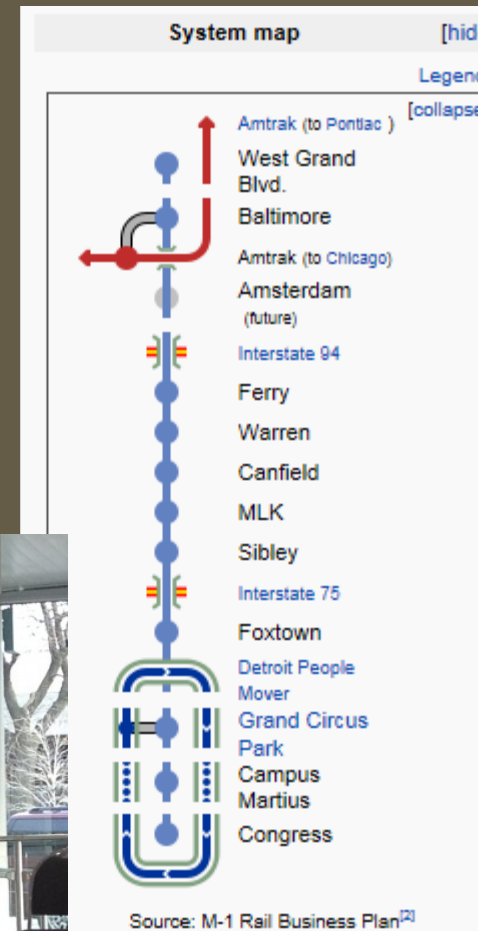 System map [hid
Legend
[collapse
Amtrak (to Pontiac )
West Grand
Blvd.
Baltimore
Amtrak (to Chicago)
Amsterdam
(future)
Interstate 94
Ferry
Warren
Canfield
MLK
Sibley
Interstate 75
Foxtown
Detroit People
Mover
Grand Circus
Park
Campus
Martius
Congress
Source: M-1 Rail Business Plan[2]